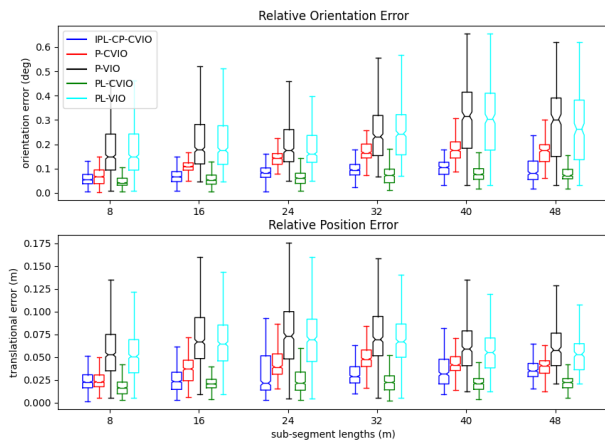 Relative Orientation Error
orientation error (deg)
0.6
0.5
0.4
0.3
0.2
0.1
0.0
IPL-CP-CVIO
P-CVIO
P-VIO
PL-CVIO
PL-VIO
8
16
24
32
40
48
Relative Position Error
translational error (m)
0.175
0.150
0.125
0.100
0.075
0.050
0.025
0.000
8
16
24
32
40
48
sub-segment lengths (m)